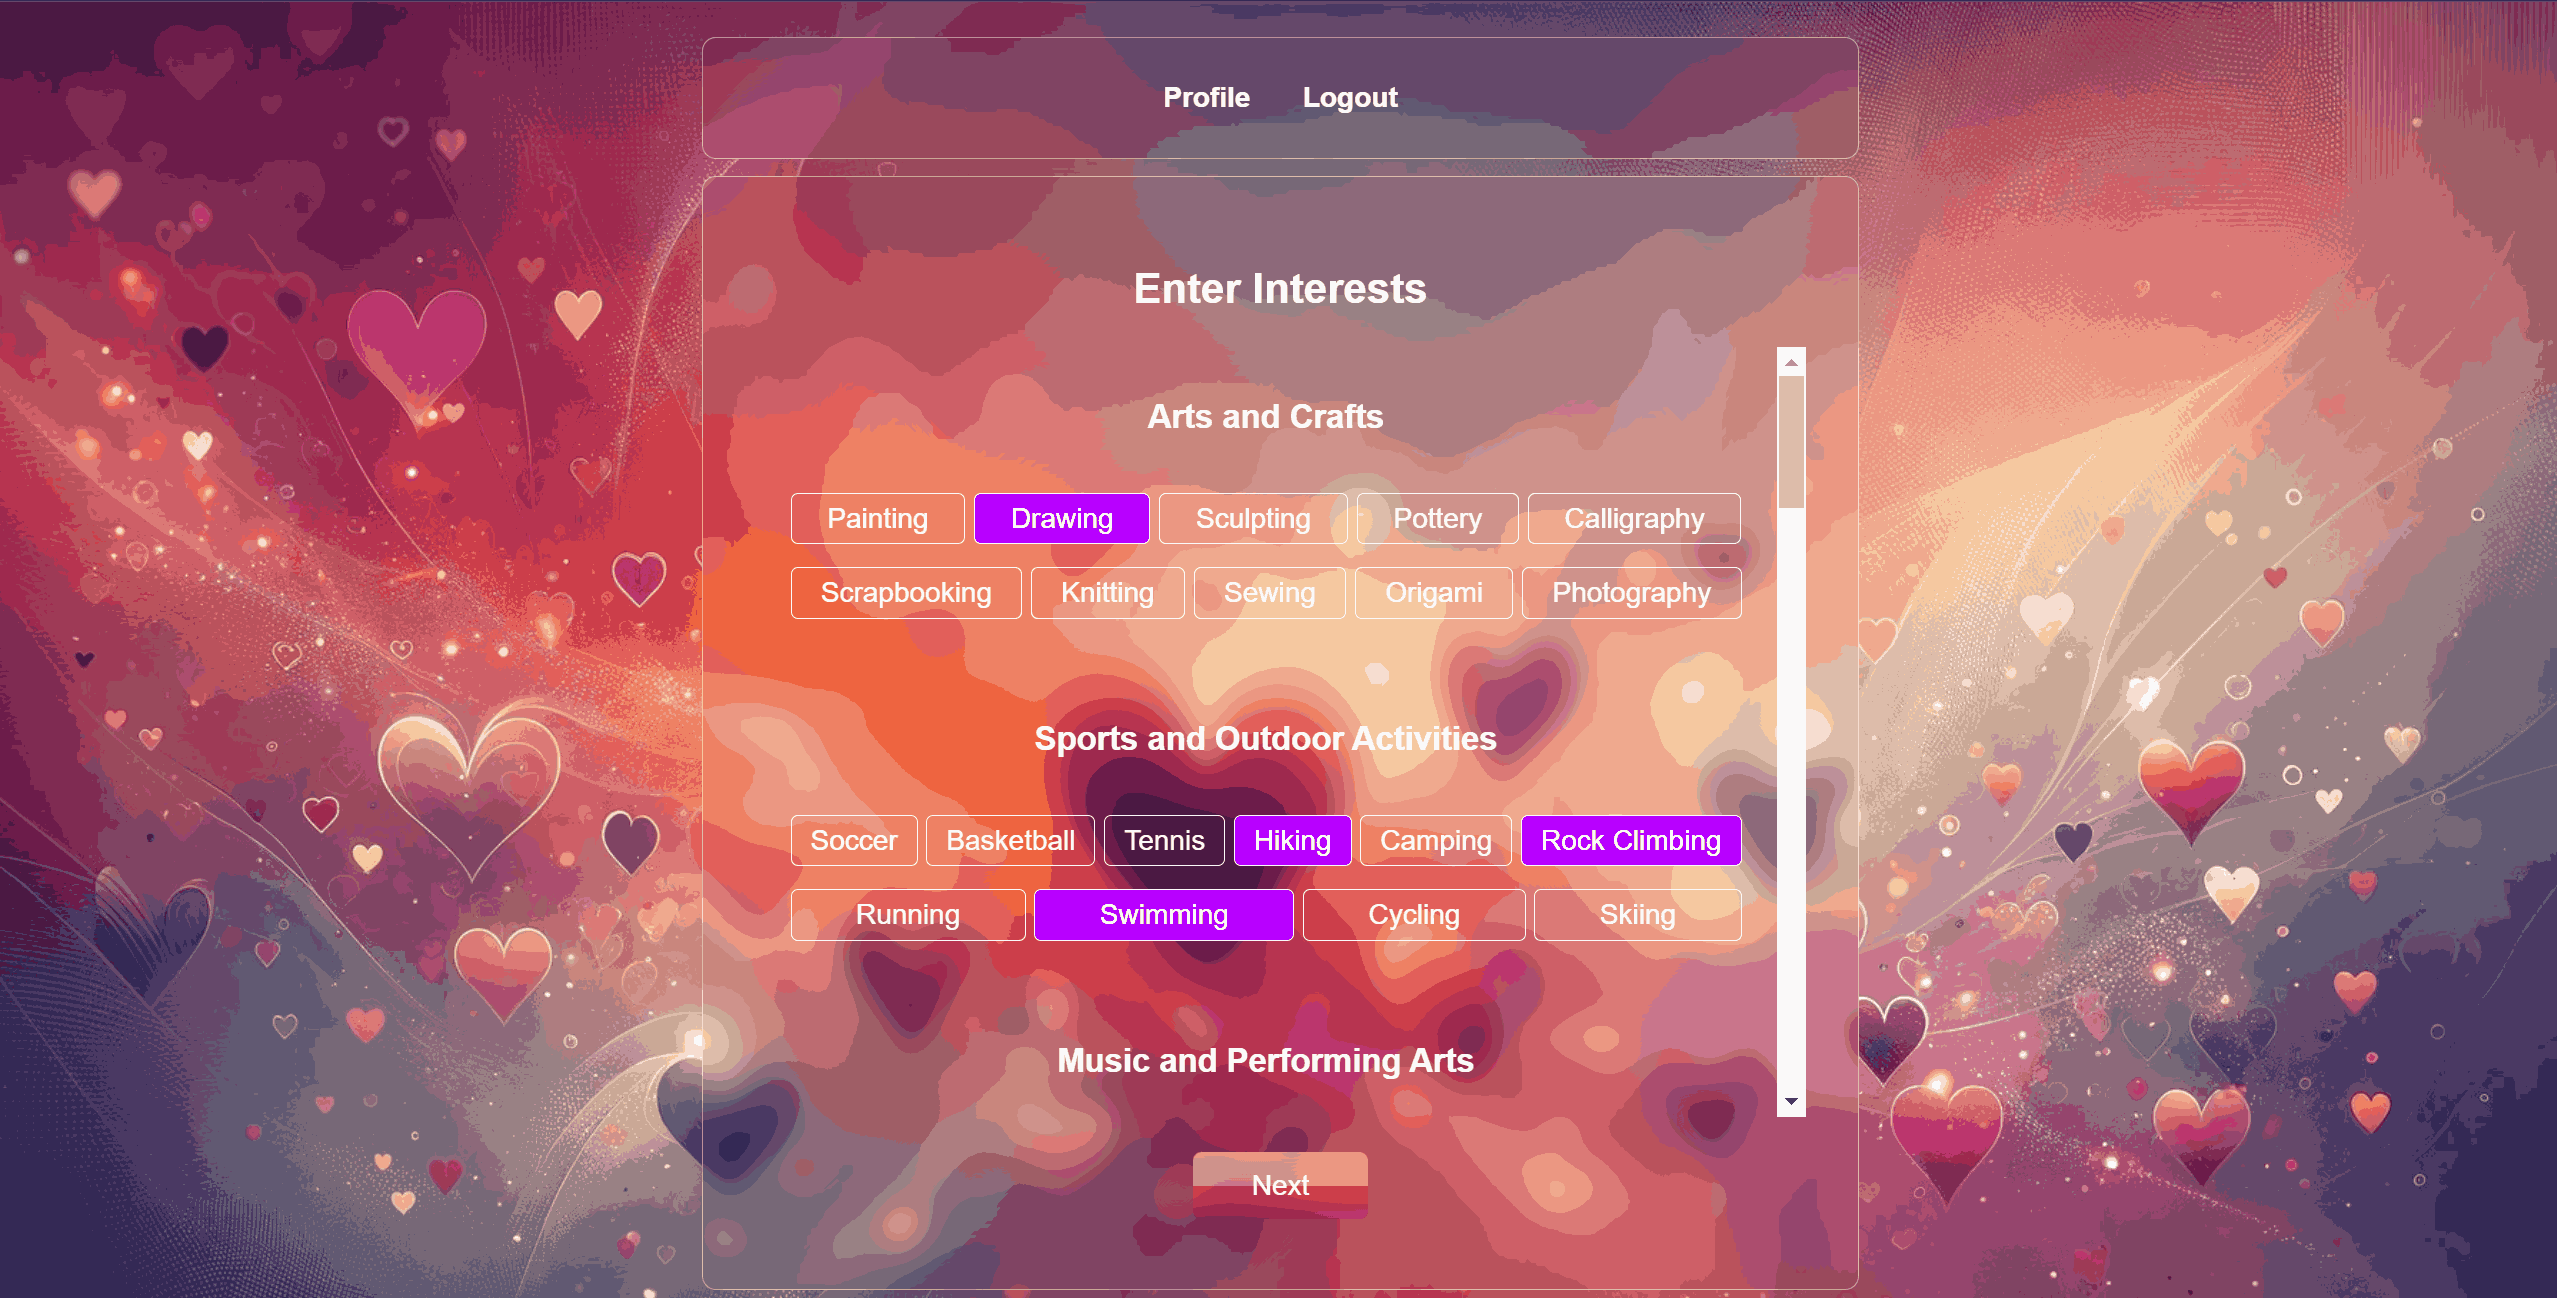 Profile Logout
Enter Interests
Arts and Crafts
Painting Drawing Sculpting Pottery Calligraphy
Scrapbooking Knitting Sewing Origami Photography
Sports and Outdoor Activities
Soccer Basketball Tennis Hiking Camping Rock Climbing
Running Swimming Cycling Skiing
Music and Performing Arts
Next